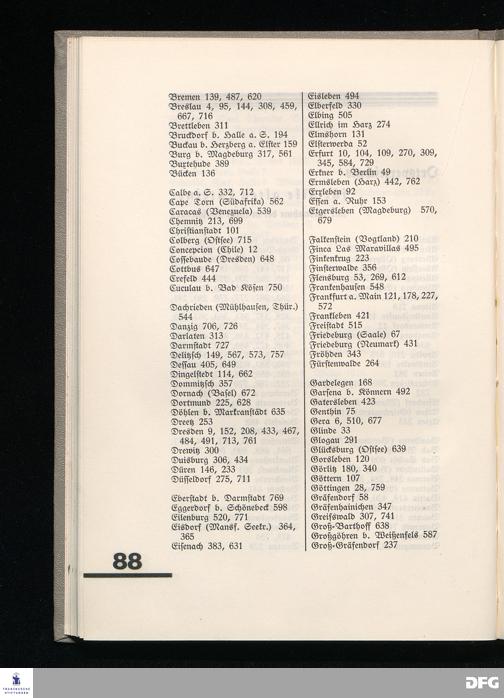 Bremen 139, 487, 620
Breslau 4, 95, 144, 308, 459,
667, 716
Brettleben 311
Bruckdorf b. Halle a. S. 194
Buckau b. Herzberg a. Elster 159
Burg b. Magdeburg 317, 561
Buxtehude 389
Bücken 136
Calbe a. S. 332, 712
Cape Torn (Südafrika) 562
Caracas (Venezuela) 539
Chemnitz 213, 699
Christianstadt 101
Colberg (Ostsee) 715
Concepcion (Chile) 12
Cossebaude (Dresden) 648
Cottbus 647
Crefeld 444
Cuculau b. Bad Kösen 750
Dachrieden (Mühlhausen, Thür.)
544
Danzig 706, 726
Darlaten 313
Darmstadt 727
Delitzsch 149, 567, 573, 757
Dessau 405, 649
Dingelstedt 114, 662
Dommitzsch 357
Dornach (Basel) 672
Dortmund 225, 628
Döhlen b. Markranstädt 635
Dreetz 253
Dresden 9, 152, 208, 433, 467,
484, 491, 713, 761
Drewitz 300
Duisburg 306, 434
Düren 146, 233
Düsseldorf 275, 711
Eberstadt b. Darmstadt 769
Eggerdorf b. Schönebeck 598
Eilenburg 520, 771
Eisdorf (Mansf. Seekr.) 364,
365
Eisenach 383, 631
Eisleben 494
Elberfeld 330
Elbing 505
Ellrich im Harz 274
Elmshorn 131
Elsterwerda 52
Erfurt 10, 104, 109, 270, 309,
345, 584, 729
Erkner b. Berlin 49
Ermsleben (Harz) 442, 762
Erxleben 92
Essen a. Ruhr 153
Etgersleben (Magdeburg) 570,
679
Falkenstein (Vogtland) 210
Finca Las Maravillas 495
Finkenkrug 223
Finsterwalde 356
Flensburg 53, 269, 612
Frankenhausen 548
Frankfurt a. Main 121, 178, 227,
572
Frankleben 421
Freistadt 515
Friedeburg (Saale) 67
Friedeburg (Neumark) 431
Fröhden 343
Fürstenwalde 264
Gardelegen 168
Garsena b. Könnern 492
Gatersleben 423
Genthin 75
Gera 6, 510, 677
Glinde 33
Glogau 291
Glücksburg (Ostsee) 639
Gorsleben 120
Görlitz 180, 340
Göttern 107
Göttingen 28, 759
Gräfendorf 58
Gräfenhainichen 347
Greifswald 307, 741
Groß-Barthoff 638
Großgöhren b. Weißenfels 587
Groß-Gräfendorf 237
88
FRANCKESCHE
STIFTUNGEN
DFG